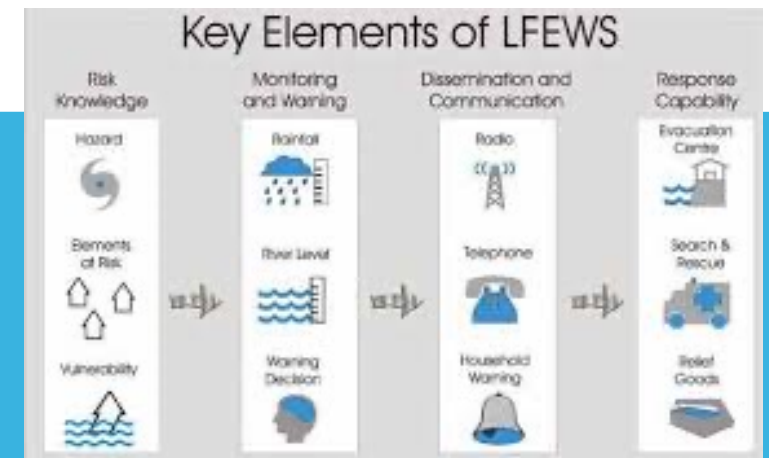 Key Elements of LFEWS
Risk
Knowledge
Monitoring
and Warning
Dissemination and
Communication
Response
Capability
Hazard
Elements
at Risk
Vulnerability
Rainfall
River Level
Warning
Decision
Radio
Telephone
Household
Warning
Evacuation
Centre
Search &
Rescue
Relief
Goods